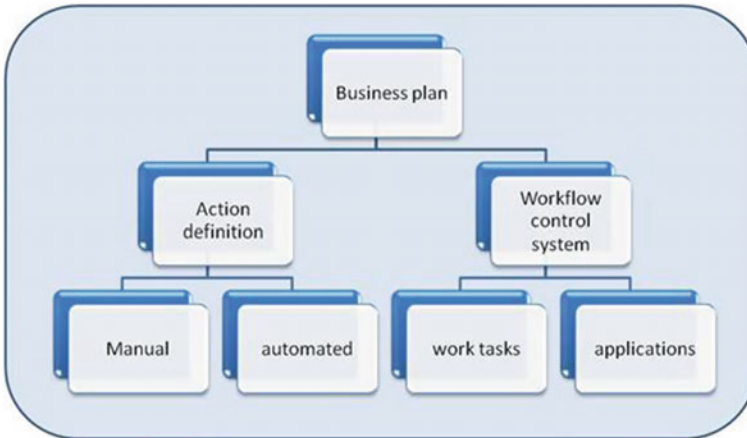 Business plan
Action
definition
Workflow
control
system
Manual
automated
work tasks
applications